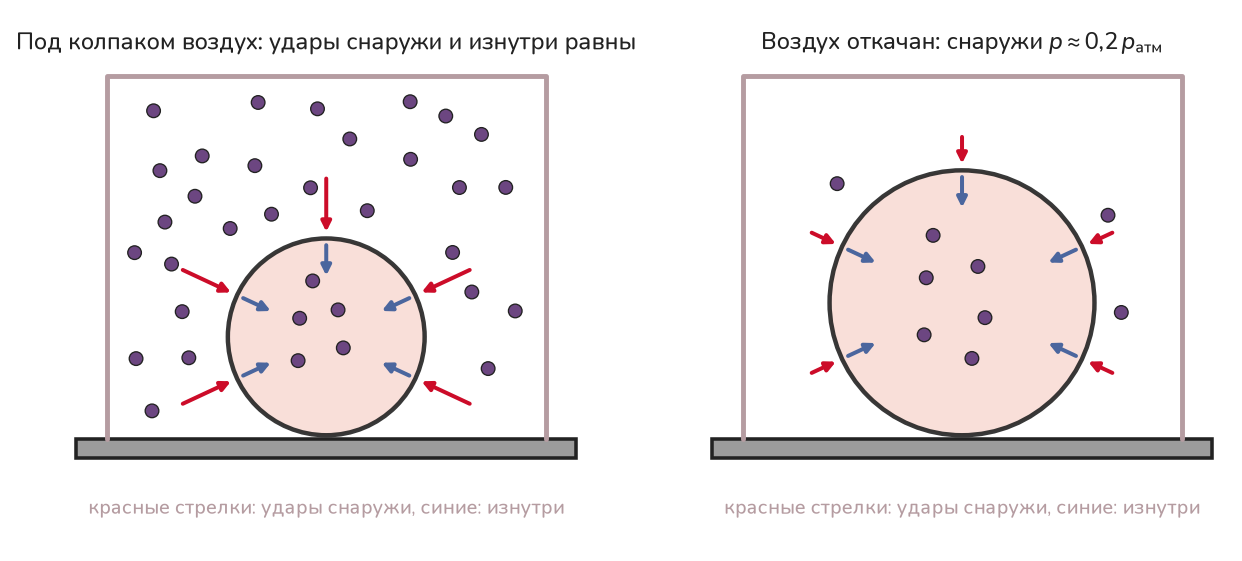 Под колпаком воздух: удары снаружи и изнутри равны
Воздух откачан: снаружи p ≈ 0,2 pатм
красные стрелки: удары снаружи, синие: изнутри
красные стрелки: удары снаружи, синие: изнутри